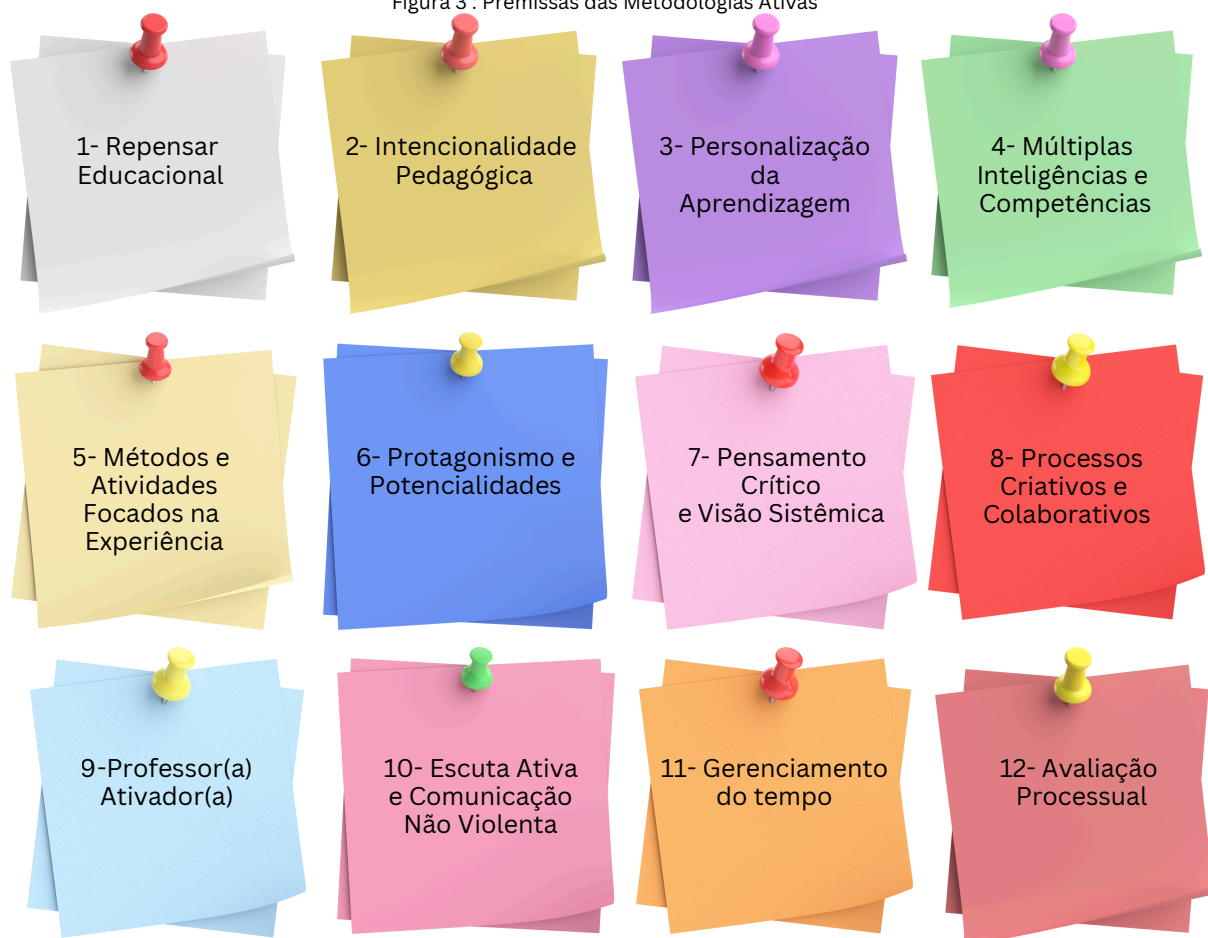 Figura 3 : Premissas das Metodologias Ativas
1- Repensar
Educacional
2- Intencionalidade
Pedagógica
3- Personalização
da
Aprendizagem
4- Múltiplas
Inteligências e
Competências
5- Métodos e
Atividades
Focados na
Experiência
6- Protagonismo e
Potencialidades
7- Pensamento
Crítico
e Visão Sistêmica
8- Processos
Criativos e
Colaborativos
9-Professor(a)
Ativador(a)
10- Escuta Ativa
e Comunicação
Não Violenta
11- Gerenciamento
do tempo
12- Avaliação
Processual